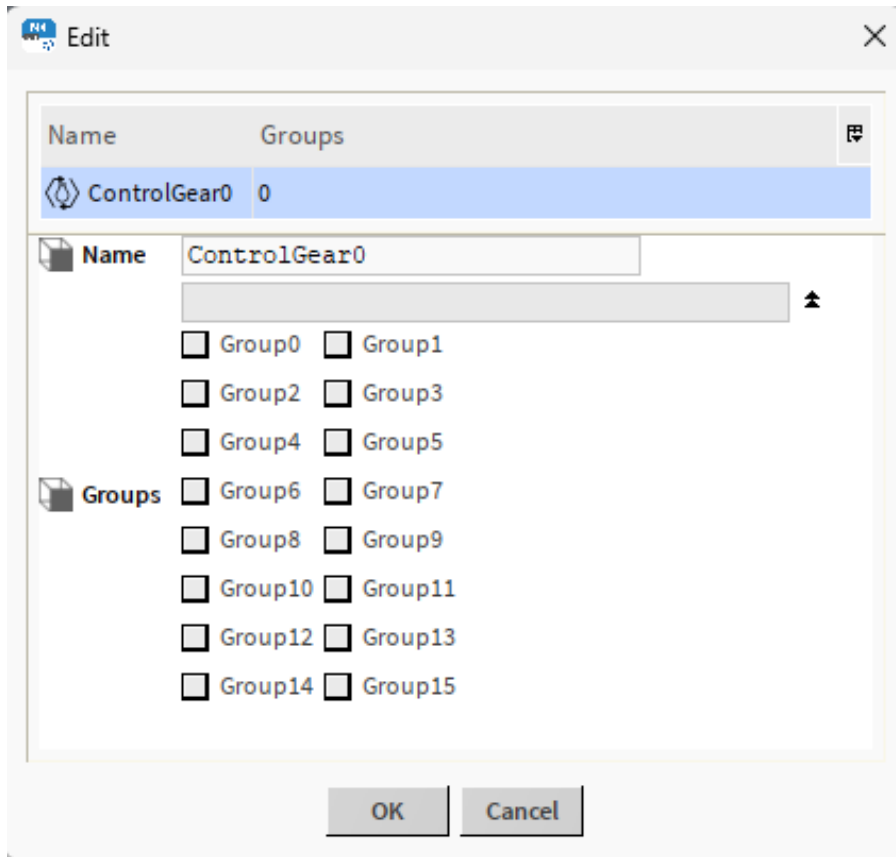 Edit
Name Groups
ControlGear0 0
Name ControlGear0
Group0 Group1
Group2 Group3
Group4 Group5
Groups Group6 Group7
Group8 Group9
Group10 Group11
Group12 Group13
Group14 Group15
OK Cancel